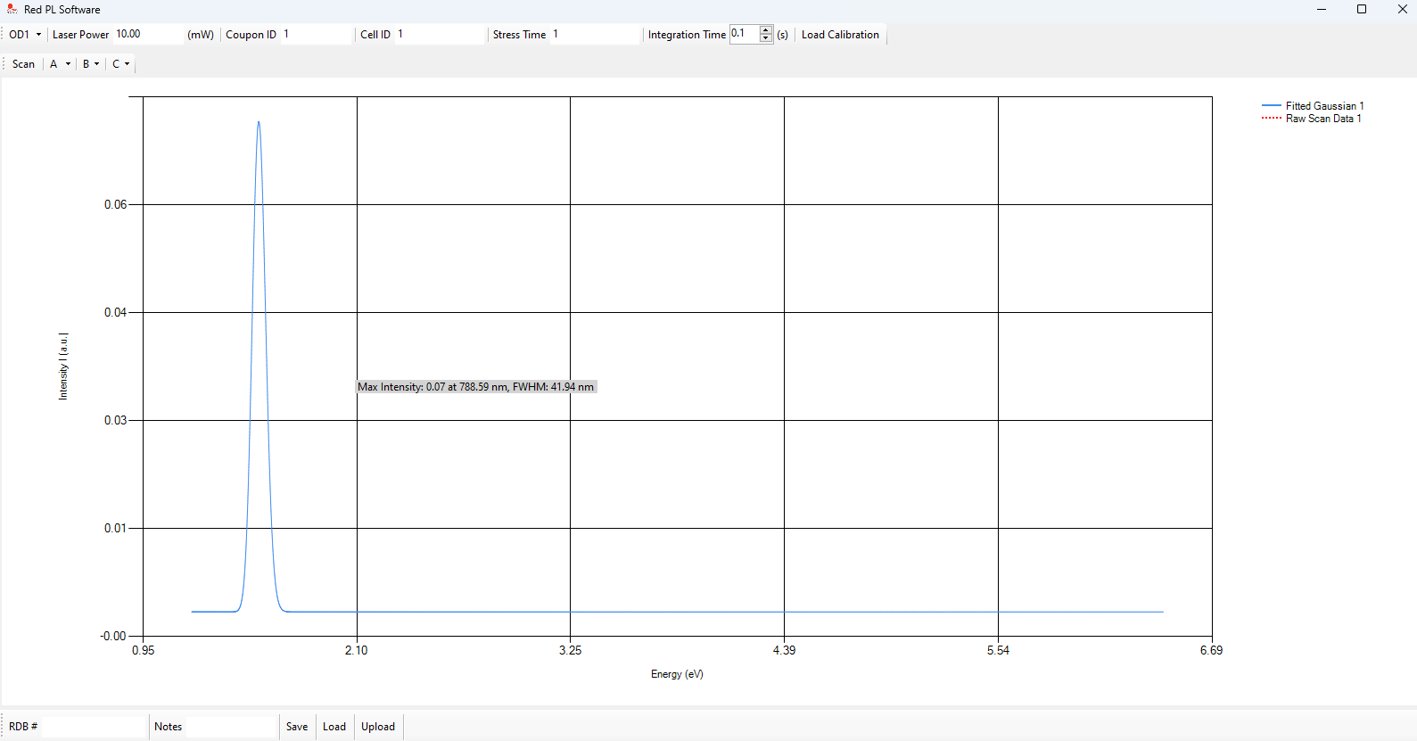 Red PL Software
OD1 Laser Power 10.00 (mW) Coupon ID 1 Cell ID 1 Stress Time 1 Integration Time 0.1 (s) Load Calibration
Scan A B C
Fitted Gaussian 1
Raw Scan Data 1
0.06
0.04
Intensity I [a.u.]
Max Intensity: 0.07 at 788.59 nm, FWHM: 41.94 nm
0.03
0.01
-0.00
0.95 2.10 3.25 4.39 5.54 6.69
Energy (eV)
RDB # Notes Save Load Upload